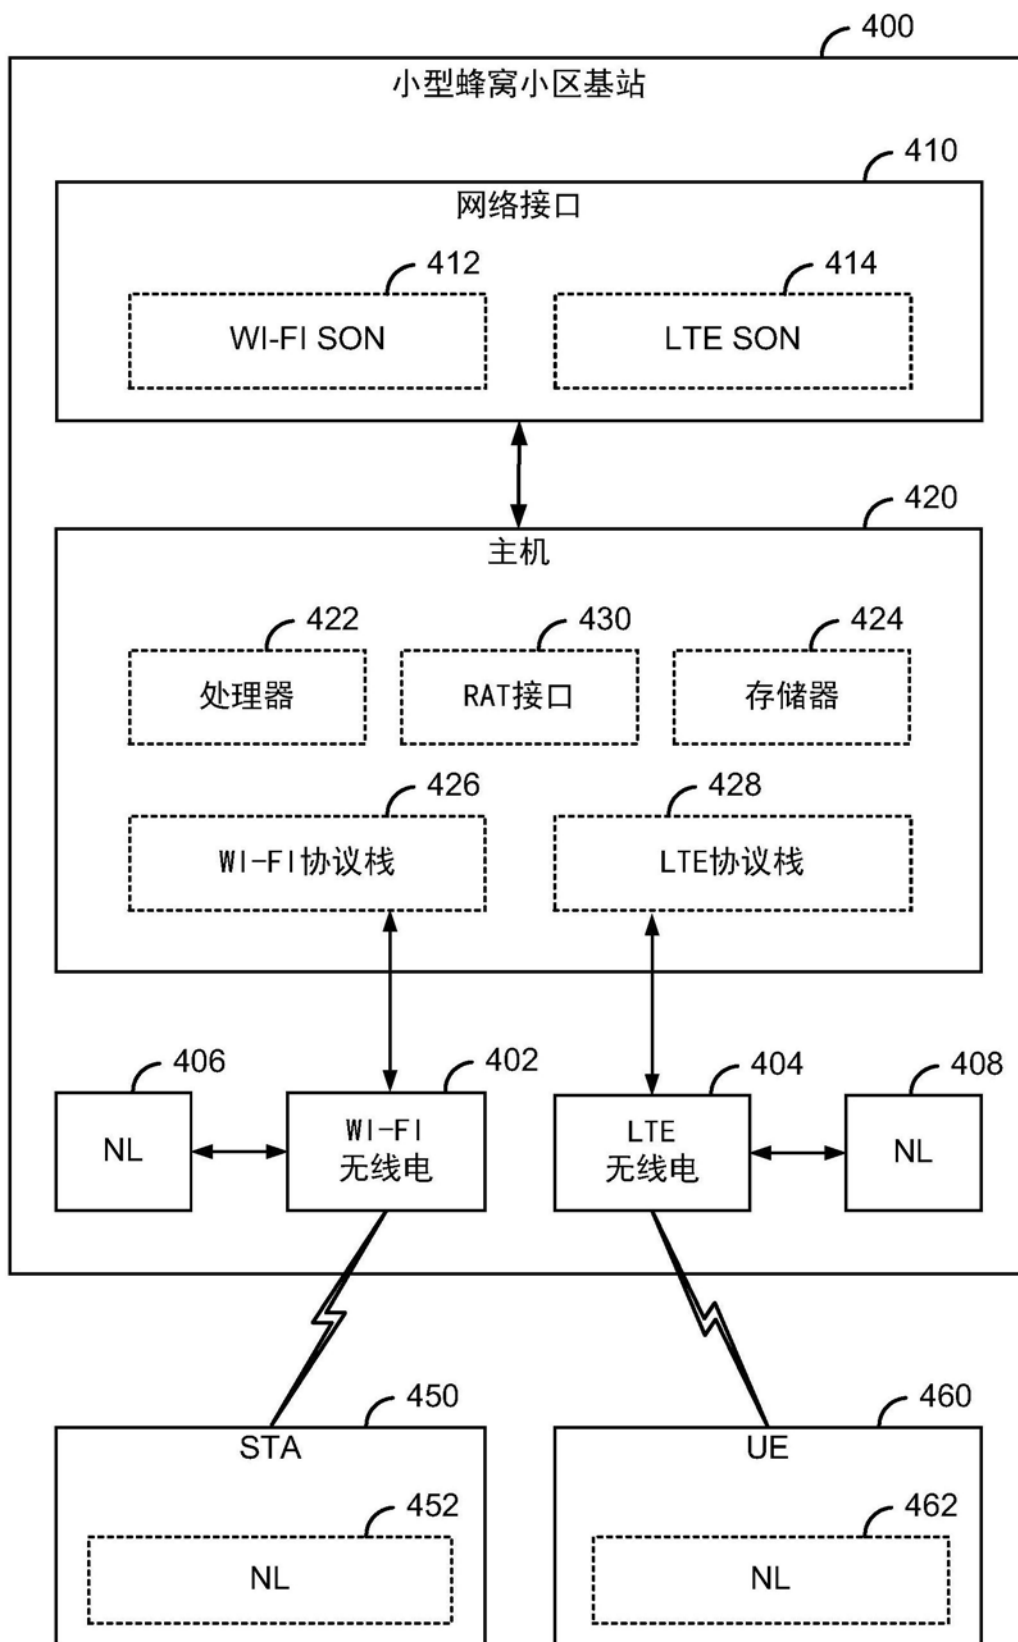 400
小型蜂窝小区基站
410
网络接口
412
414
WI-FI SON
LTE SON
420
主机
422
430
424
处理器
RAT接口
存储器
426
428
WI-FI协议栈
LTE协议栈
406
402
404
408
NL
WI-FI
无线电
LTE
无线电
NL
450
460
STA
UE
452
462
NL
NL